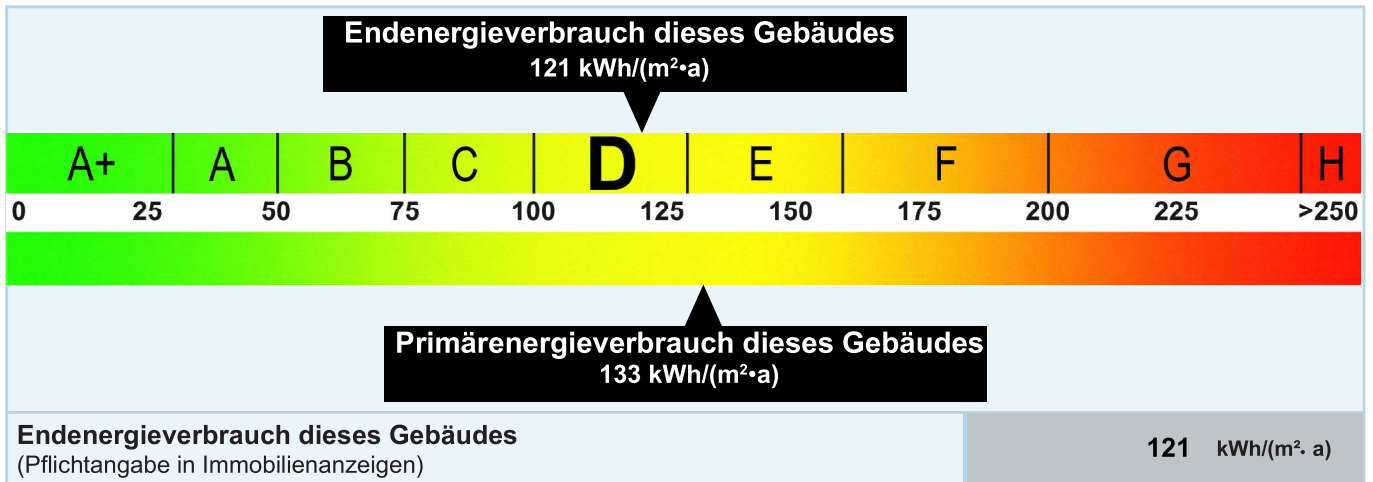 Endenergieverbrauch dieses Gebäudes
121 kWh/(m²•a)
A+ A B C D E F G H
0 25 50 75 100 125 150 175 200 225 >250
Primärenergieverbrauch dieses Gebäudes
133 kWh/(m²•a)
Endenergieverbrauch dieses Gebäudes 121 kWh/(m²· a)
(Pflichtangabe in Immobilienanzeigen)